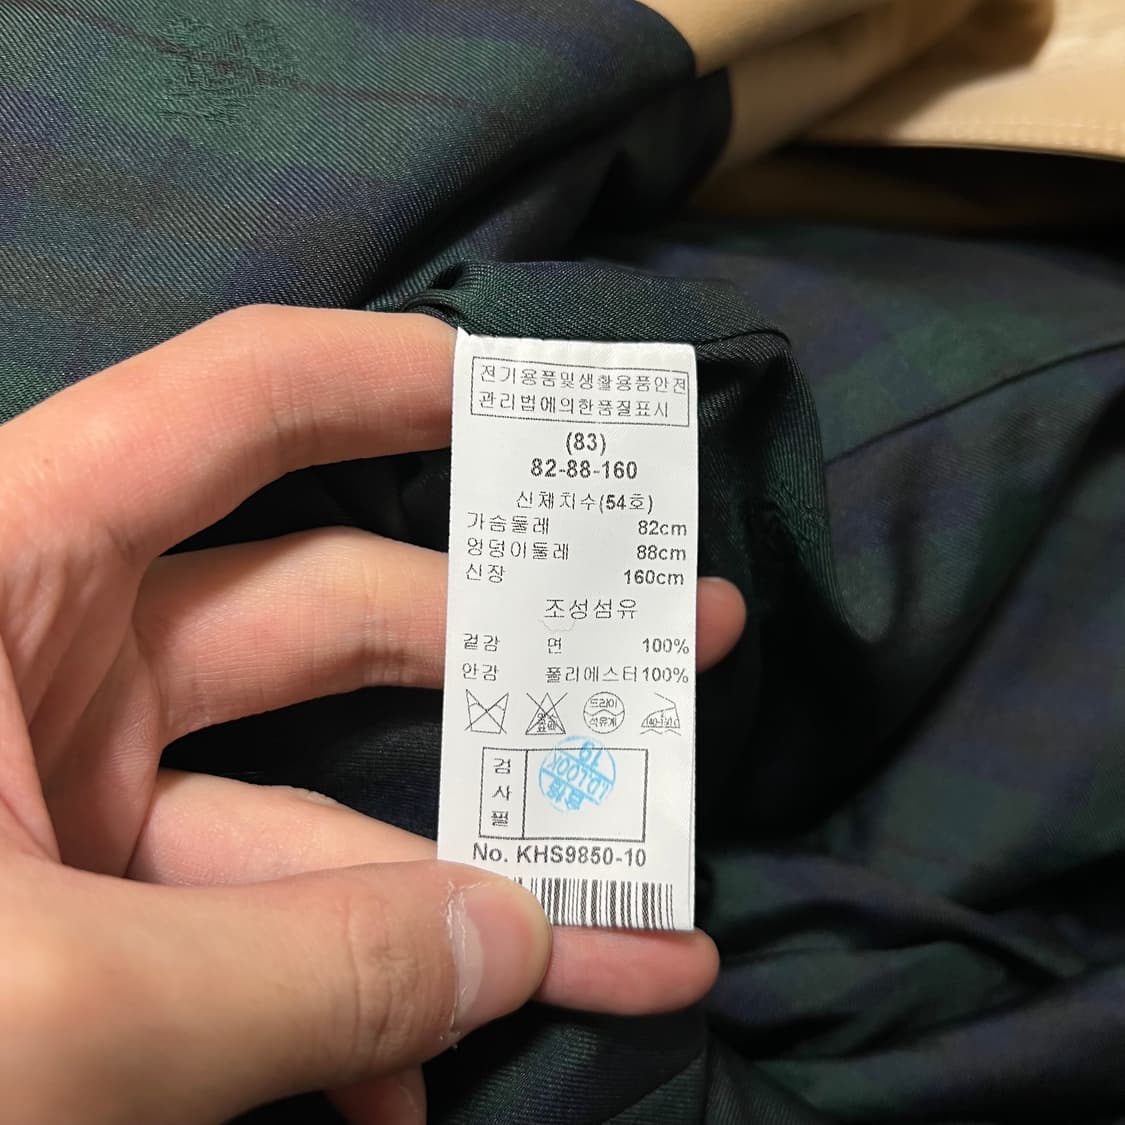 전기용품및생활용품안전
관리법에의한품질표시
(83)
82-88-160
신체치수(54호)
가슴둘레 82cm
엉덩이둘레 88cm
신장 160cm
조성섬유
겉감 면 100%
안감 폴리에스터100%
드라이
석유계
검
사
필
19
LDLOOK
No. KHS9850-10